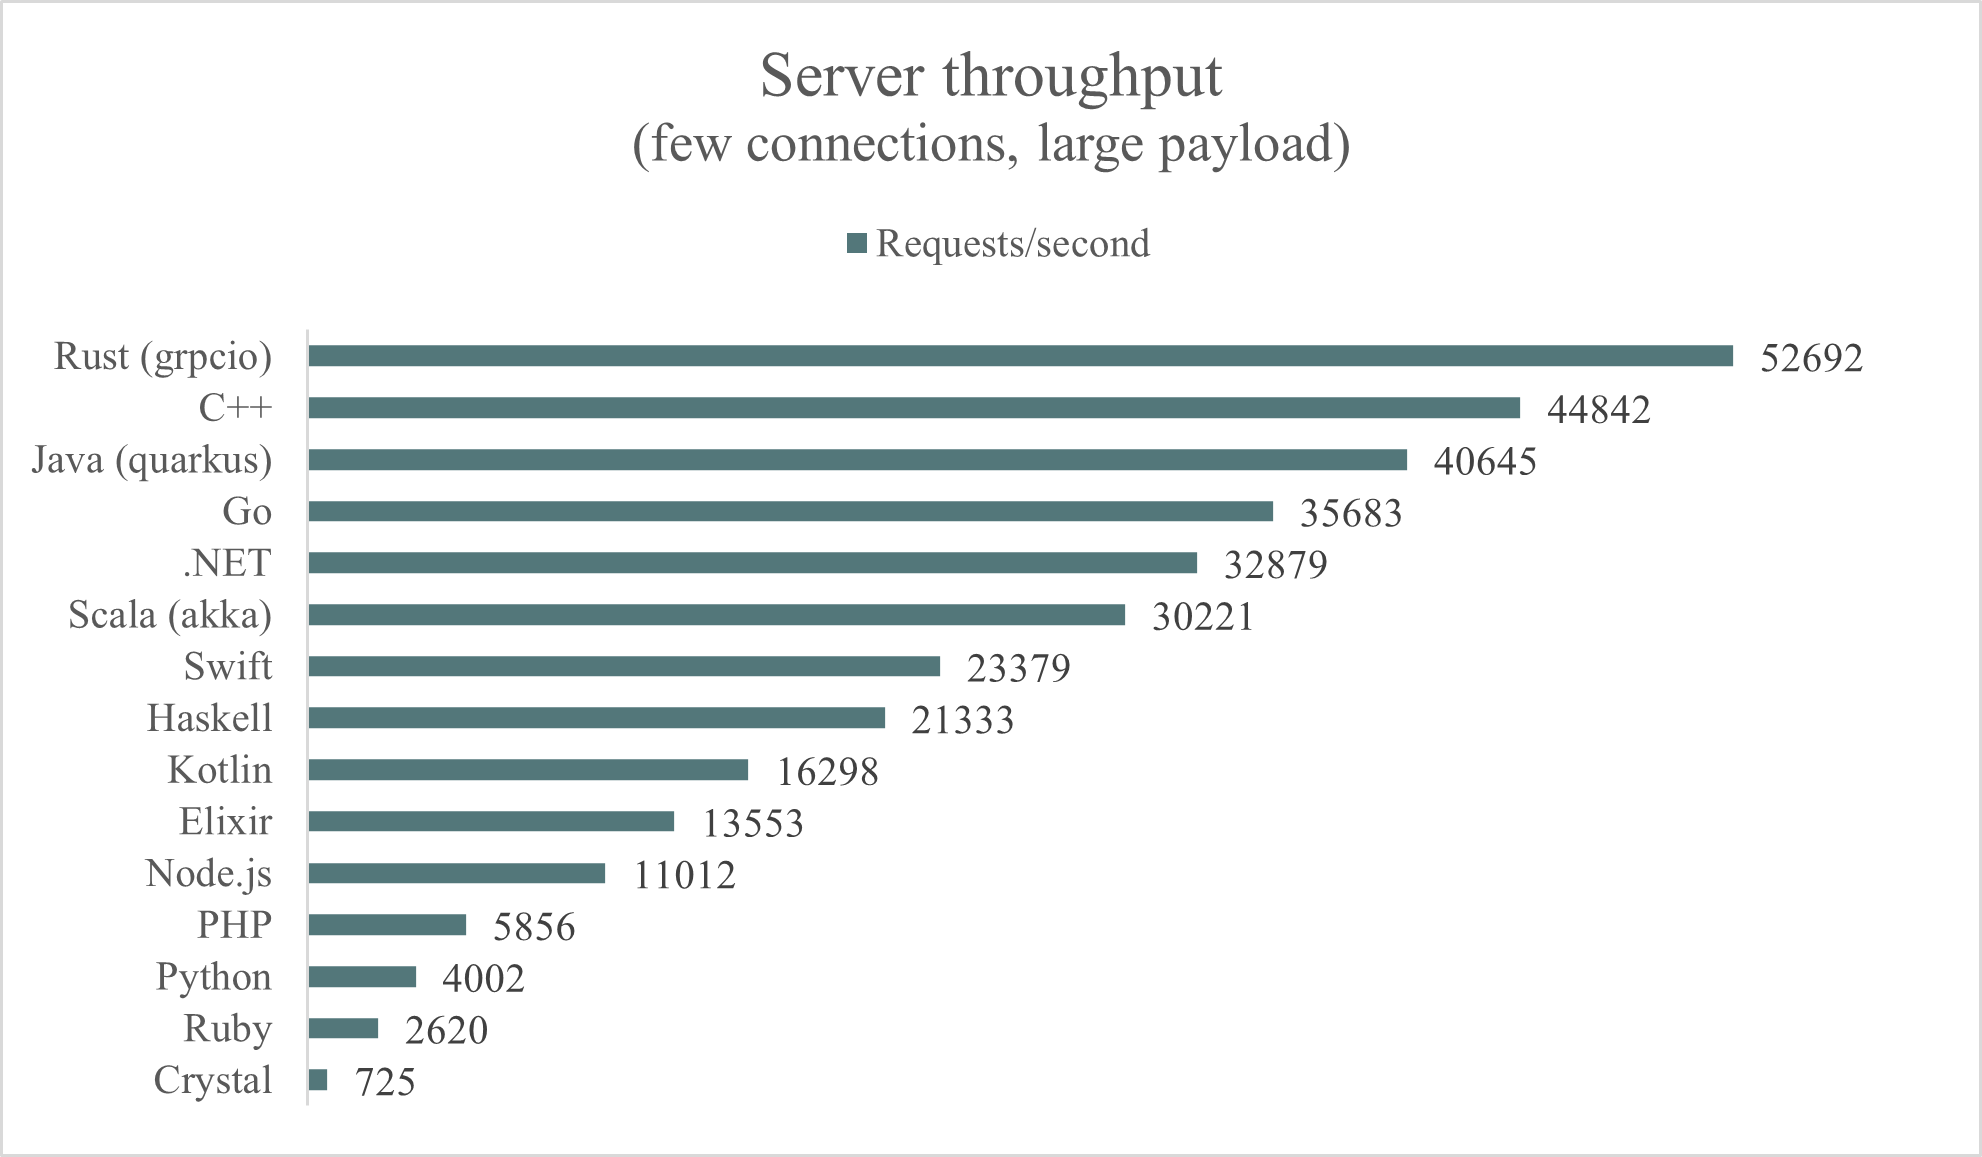 Server throughput
(few connections, large payload)
Requests/second
Rust (grpcio) 52692
C++ 44842
Java (quarkus) 40645
Go 35683
.NET 32879
Scala (akka) 30221
Swift 23379
Haskell 21333
Kotlin 16298
Elixir 13553
Node.js 11012
PHP 5856
Python 4002
Ruby 2620
Crystal 725